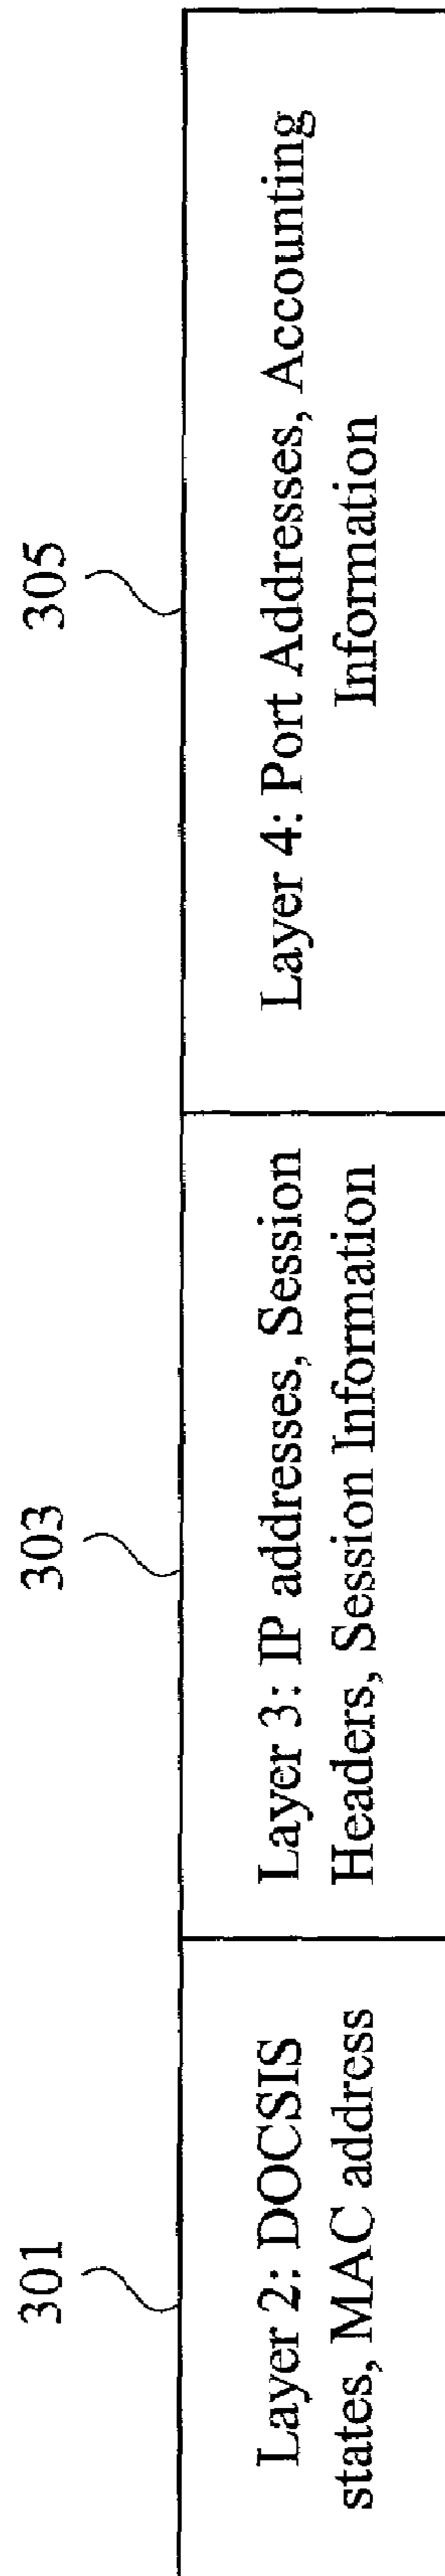 301
303
305
Layer 2: DOCSIS
states, MAC address
Layer 3: IP addresses, Session
Headers, Session Information
Layer 4: Port Addresses, Accounting
Information